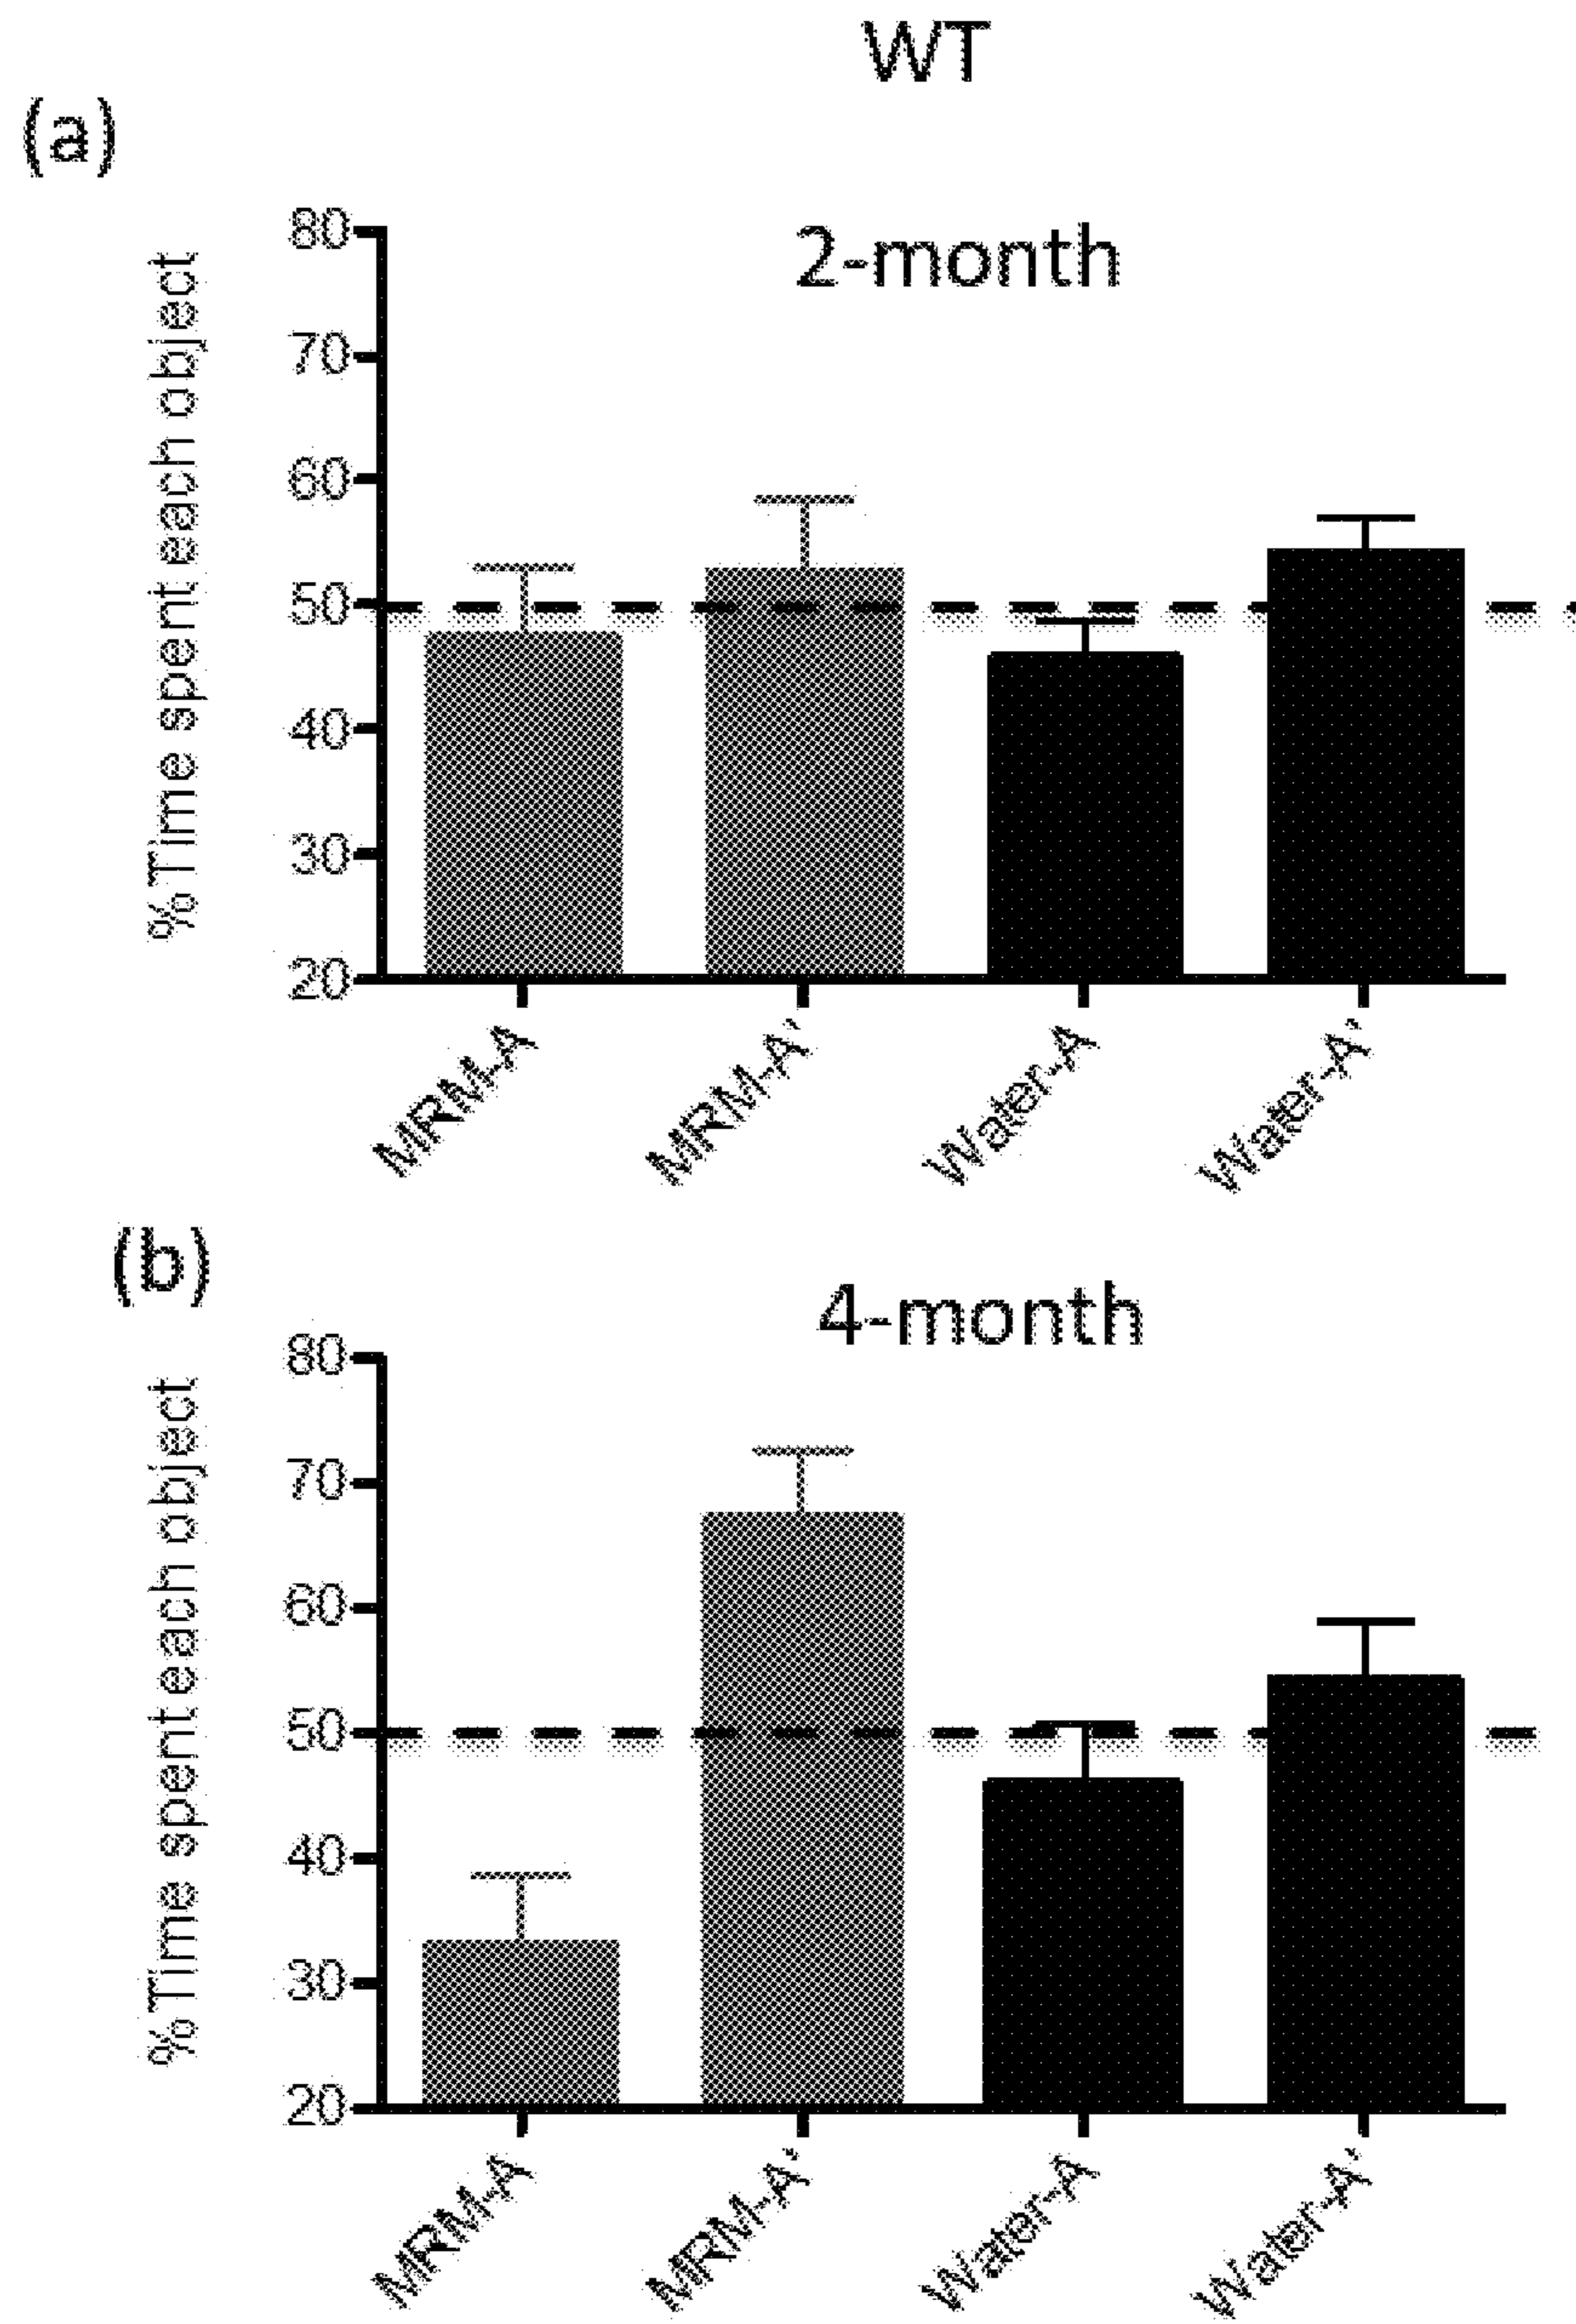 WT
(a)
2-month
% Time spent each object
80
70
60
50
40
30
20
MRM-A
MRM-A'
Water-A
Water-A'
(b)
4-month
% Time spent each object
80
70
60
50
40
30
20
MRM-A
MRM-A'
Water-A
Water-A'